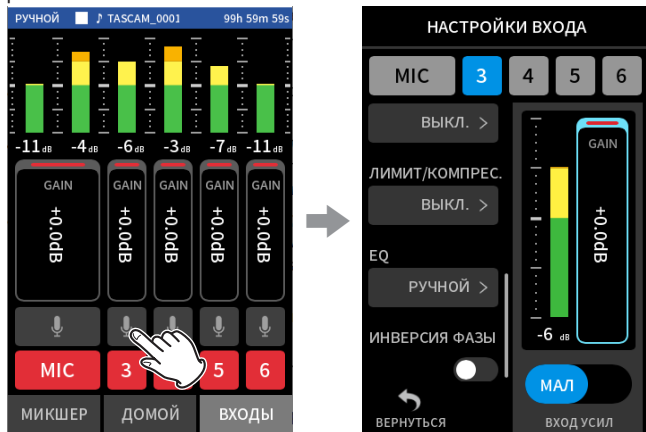 РУЧНОЙ ♪ TASCAM_0001 99h 59m 59s
-11 dB -4 dB -6 dB -3 dB -7 dB -11 dB
GAIN GAIN GAIN GAIN GAIN
+0.0dB +0.0dB +0.0dB +0.0dB +0.0dB
MIC 3 5 6
МИКШЕР ДОМОЙ ВХОДЫ
НАСТРОЙКИ ВХОДА
MIC 3 4 5 6
ВЫКЛ. >
ЛИМИТ/КОМПРЕС.
ВЫКЛ. >
EQ
РУЧНОЙ >
ИНВЕРСИЯ ФАЗЫ
ВЕРНУТЬСЯ
GAIN
+0.0dB
-6 dB
МАЛ
ВХОД УСИЛ